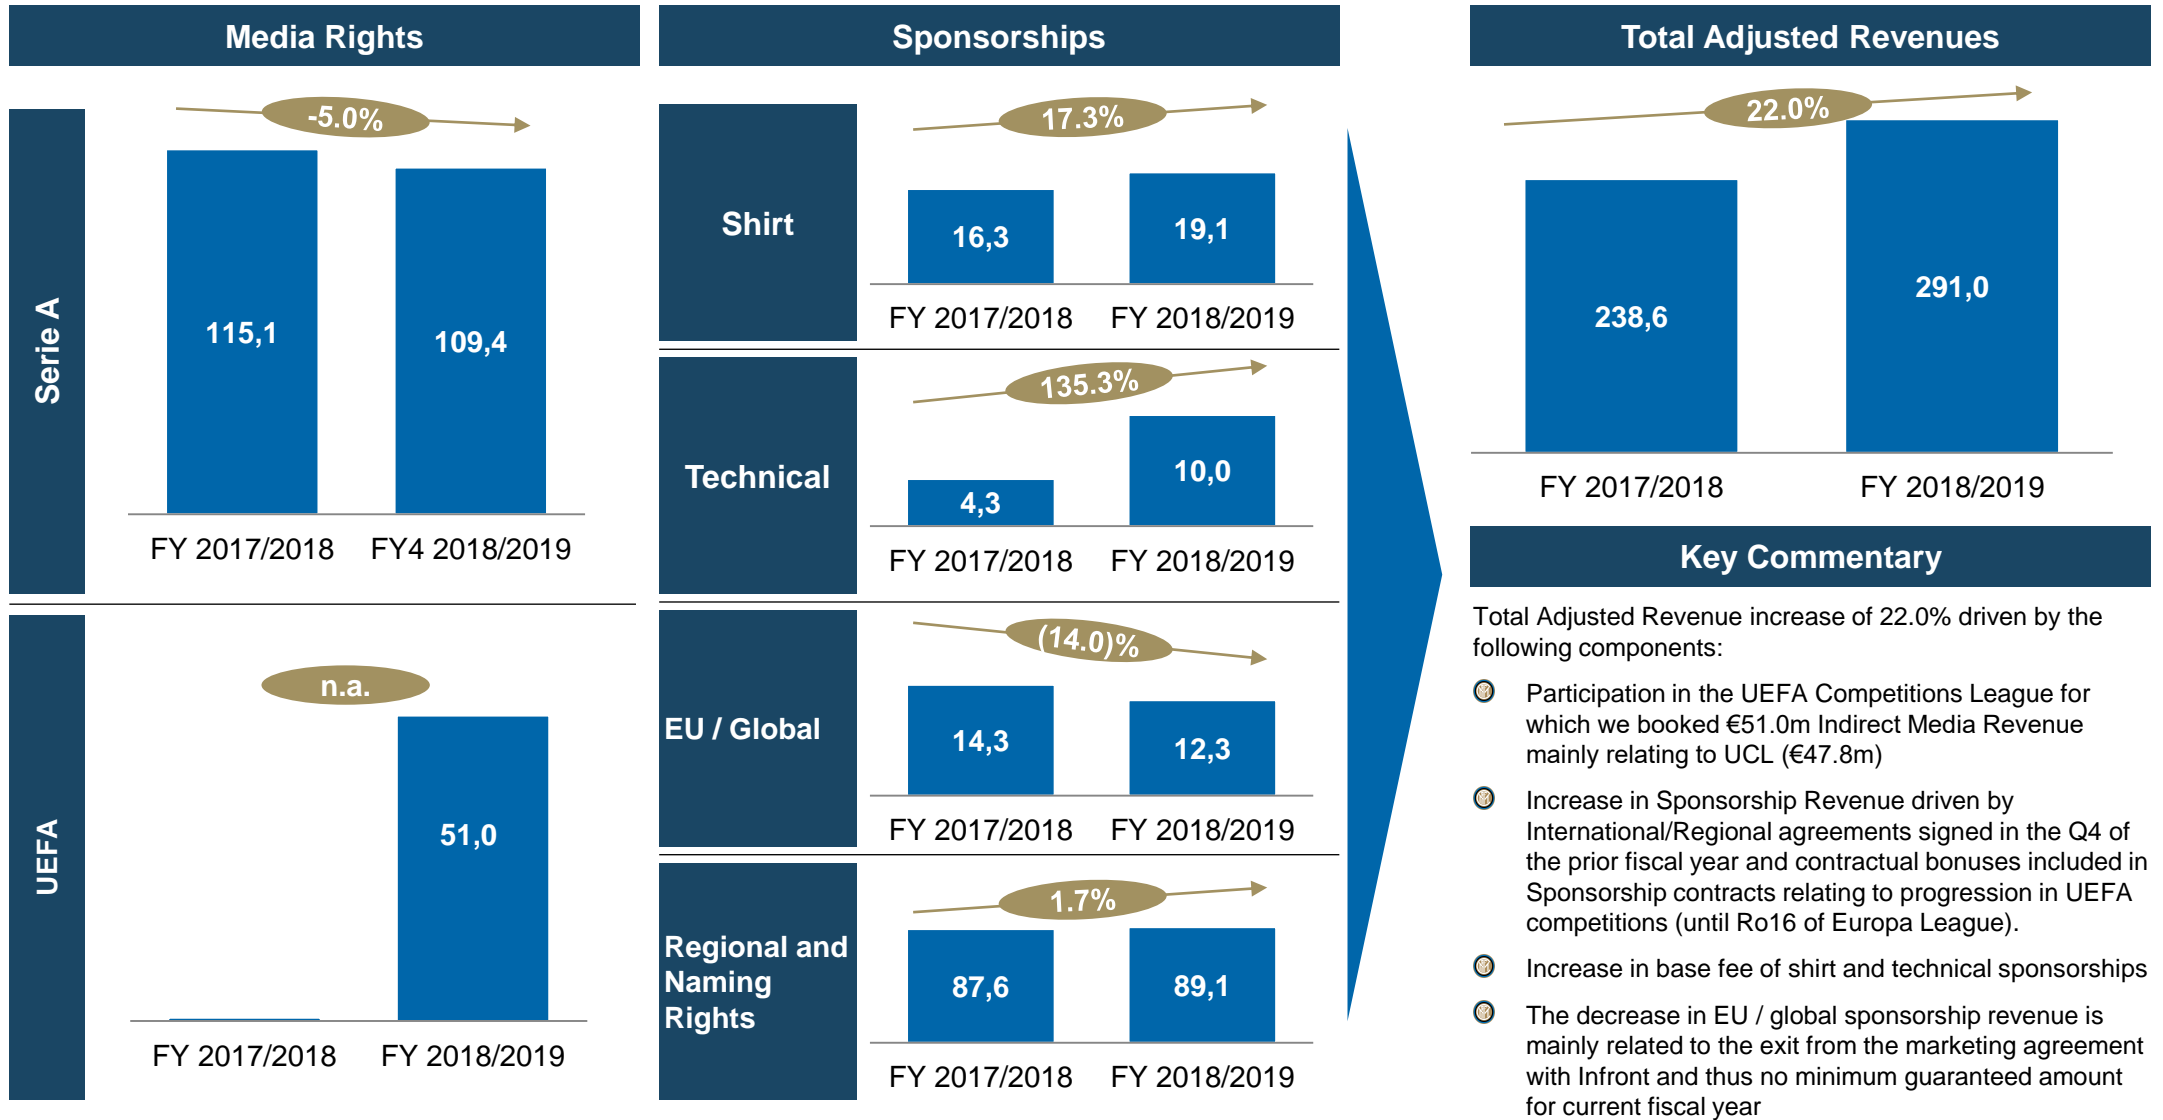 Media Rights
Serie A
-5.0%
115,1
109,4
FY 2017/2018
FY4 2018/2019
UEFA
n.a.
51,0
FY 2017/2018
FY 2018/2019
Sponsorships
Shirt
17.3%
16,3
19,1
FY 2017/2018
FY 2018/2019
Technical
135.3%
4,3
10,0
FY 2017/2018
FY 2018/2019
EU / Global
(14.0)%
14,3
12,3
FY 2017/2018
FY 2018/2019
Regional and
Naming
Rights
1.7%
87,6
89,1
FY 2017/2018
FY 2018/2019
Total Adjusted Revenues
22.0%
238,6
291,0
FY 2017/2018
FY 2018/2019
Key Commentary
Total Adjusted Revenue increase of 22.0% driven by the
following components:
Participation in the UEFA Competitions League for
which we booked €51.0m Indirect Media Revenue
mainly relating to UCL (€47.8m)
Increase in Sponsorship Revenue driven by
International/Regional agreements signed in the Q4 of
the prior fiscal year and contractual bonuses included in
Sponsorship contracts relating to progression in UEFA
competitions (until Ro16 of Europa League).
Increase in base fee of shirt and technical sponsorships
The decrease in EU / global sponsorship revenue is
mainly related to the exit from the marketing agreement
with Infront and thus no minimum guaranteed amount
for current fiscal year